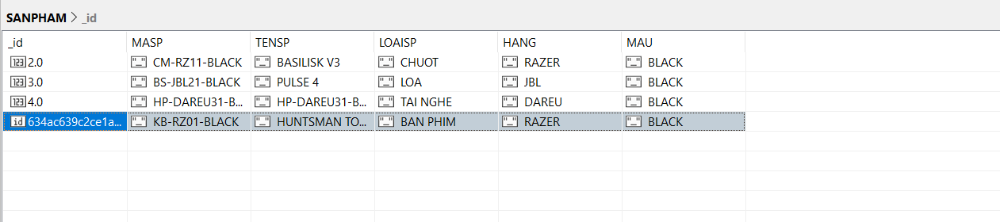 SANPHAM > _id
_id MASP TENSP LOAISP HANG MAU
2.0 CM-RZ11-BLACK BASILISK V3 CHUOT RAZER BLACK
3.0 BS-JBL21-BLACK PULSE 4 LOA JBL BLACK
4.0 HP-DAREU31-B... HP-DAREU31-B... TAI NGHE DAREU BLACK
634ac639c2ce1a... KB-RZ01-BLACK HUNTSMAN TO... BAN PHIM RAZER BLACK